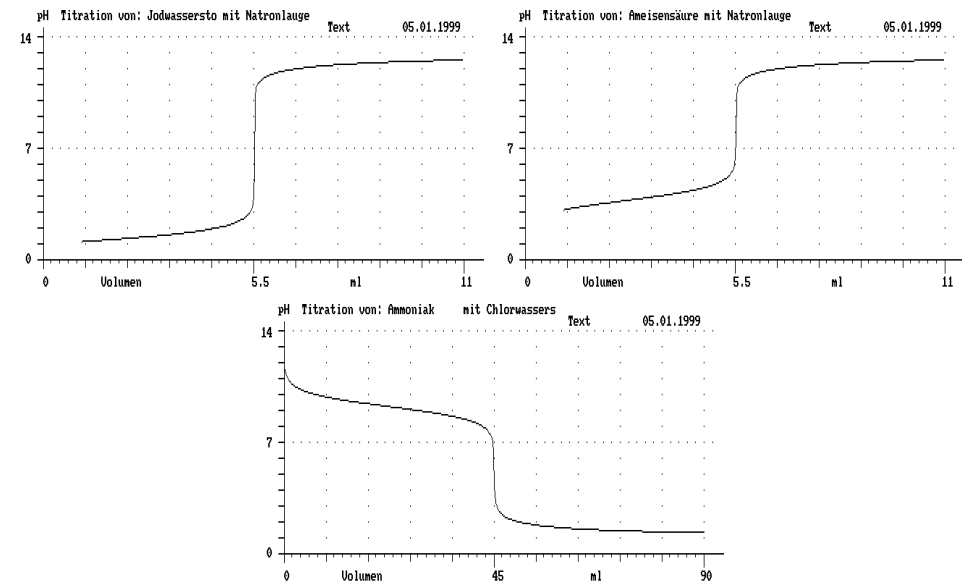 pH Titration von: Jodwassersto mit Natronlauge
Text 05.01.1999
14
7
0
0 Volumen 5.5 ml 11
pH Titration von: Ameisensäure mit Natronlauge
Text 05.01.1999
14
7
0
0 Volumen 5.5 ml 11
pH Titration von: Ammoniak mit Chlorwassers
Text 05.01.1999
14
7
0
0 Volumen 45 ml 90